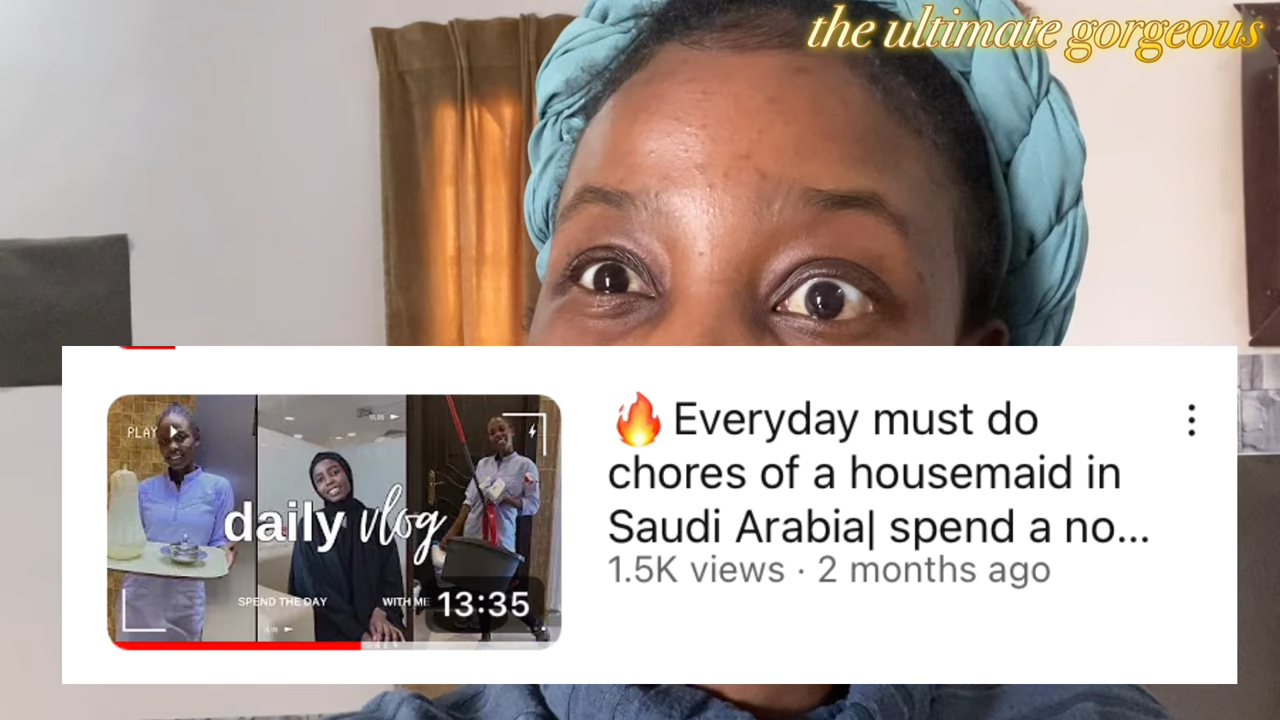 the ultimate gorgeous
PLAY
VLOG
daily vlog
SPEND THE DAY WITH ME
13:35
🔥 Everyday must do
chores of a housemaid in
Saudi Arabia| spend a no...
1.5K views · 2 months ago